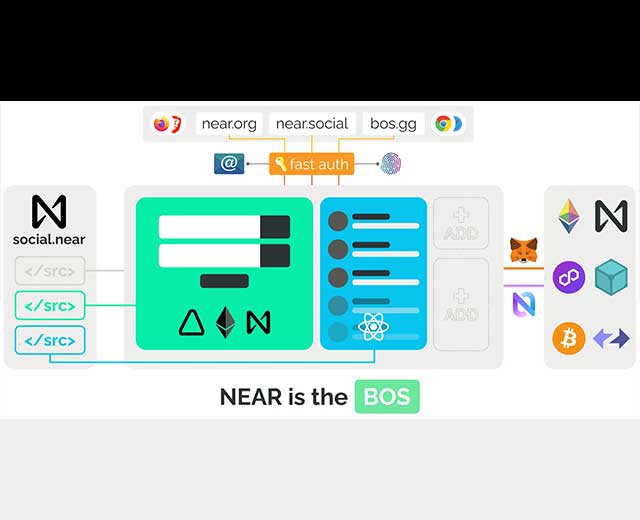 near.org near.social bos.gg
@ fast auth
social.near
</src>
</src>
</src>
ADD
ADD
NEAR is the BOS